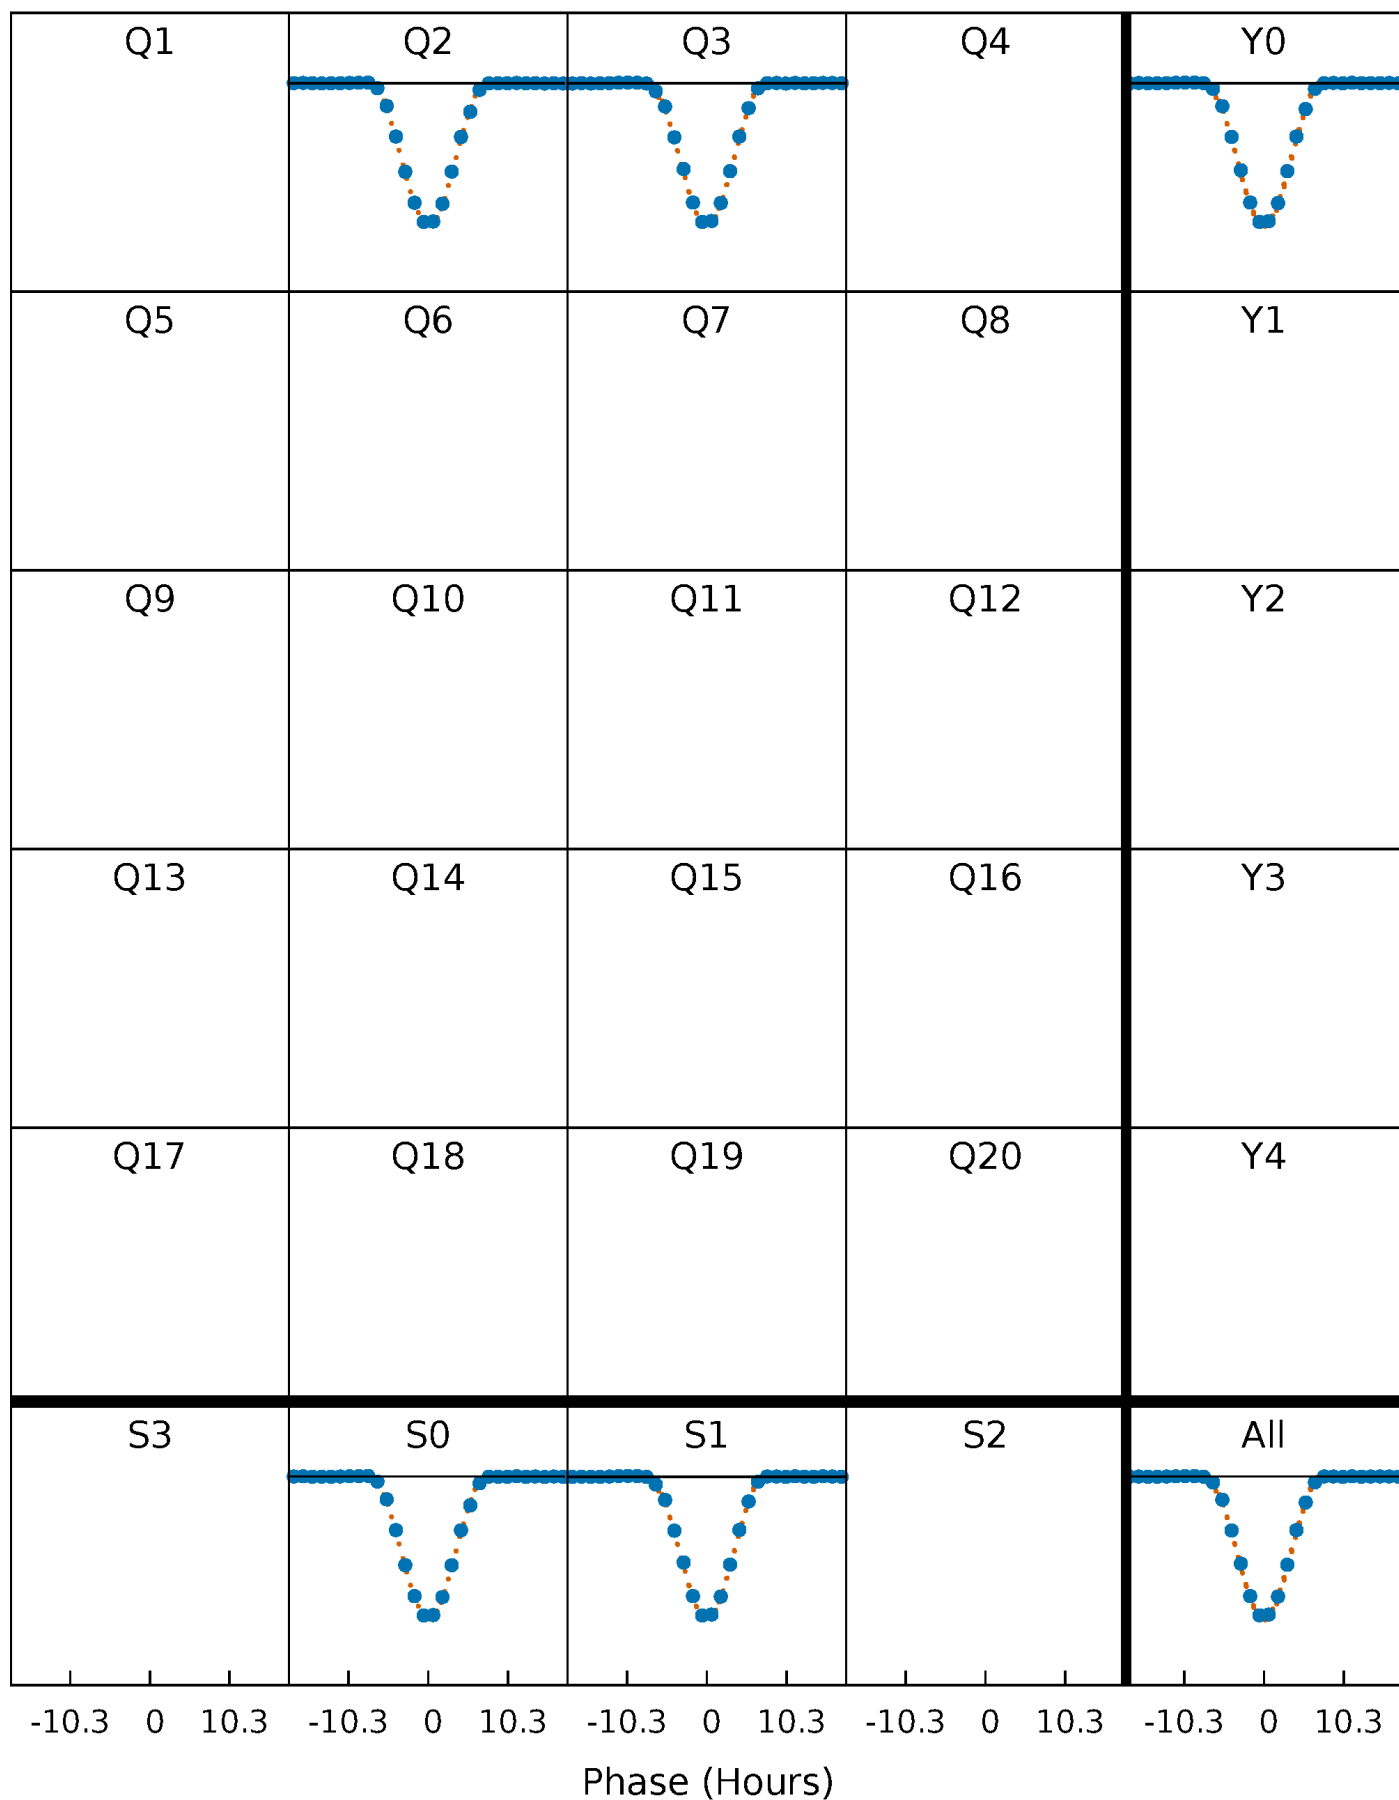 Q1 Q2 Q3 Q4 Y0
Q5 Q6 Q7 Q8 Y1
Q9 Q10 Q11 Q12 Y2
Q13 Q14 Q15 Q16 Y3
Q17 Q18 Q19 Q20 Y4
S3 S0 S1 S2 All
-10.3 0 10.3 -10.3 0 10.3 -10.3 0 10.3 -10.3 0 10.3 -10.3 0 10.3
Phase (Hours)